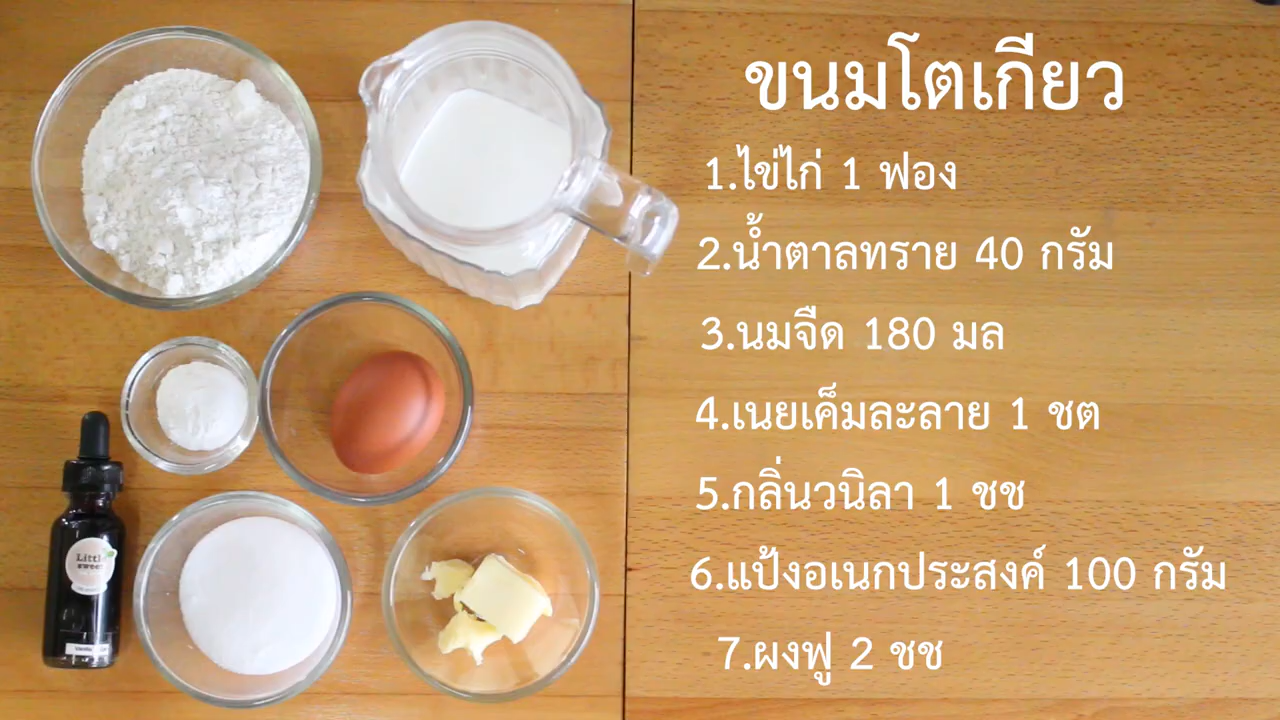 ขนมโตเกียว
1.ไข่ไก่ 1 ฟอง
2.น้ำตาลทราย 40 กรัม
3.นมจืด 180 มล
4.เนยเค็มละลาย 1 ชต
5.กลิ่นวนิลา 1 ชช
6.แป้งอเนกประสงค์ 100 กรัม
7.ผงฟู 2 ชช
Little
sweet